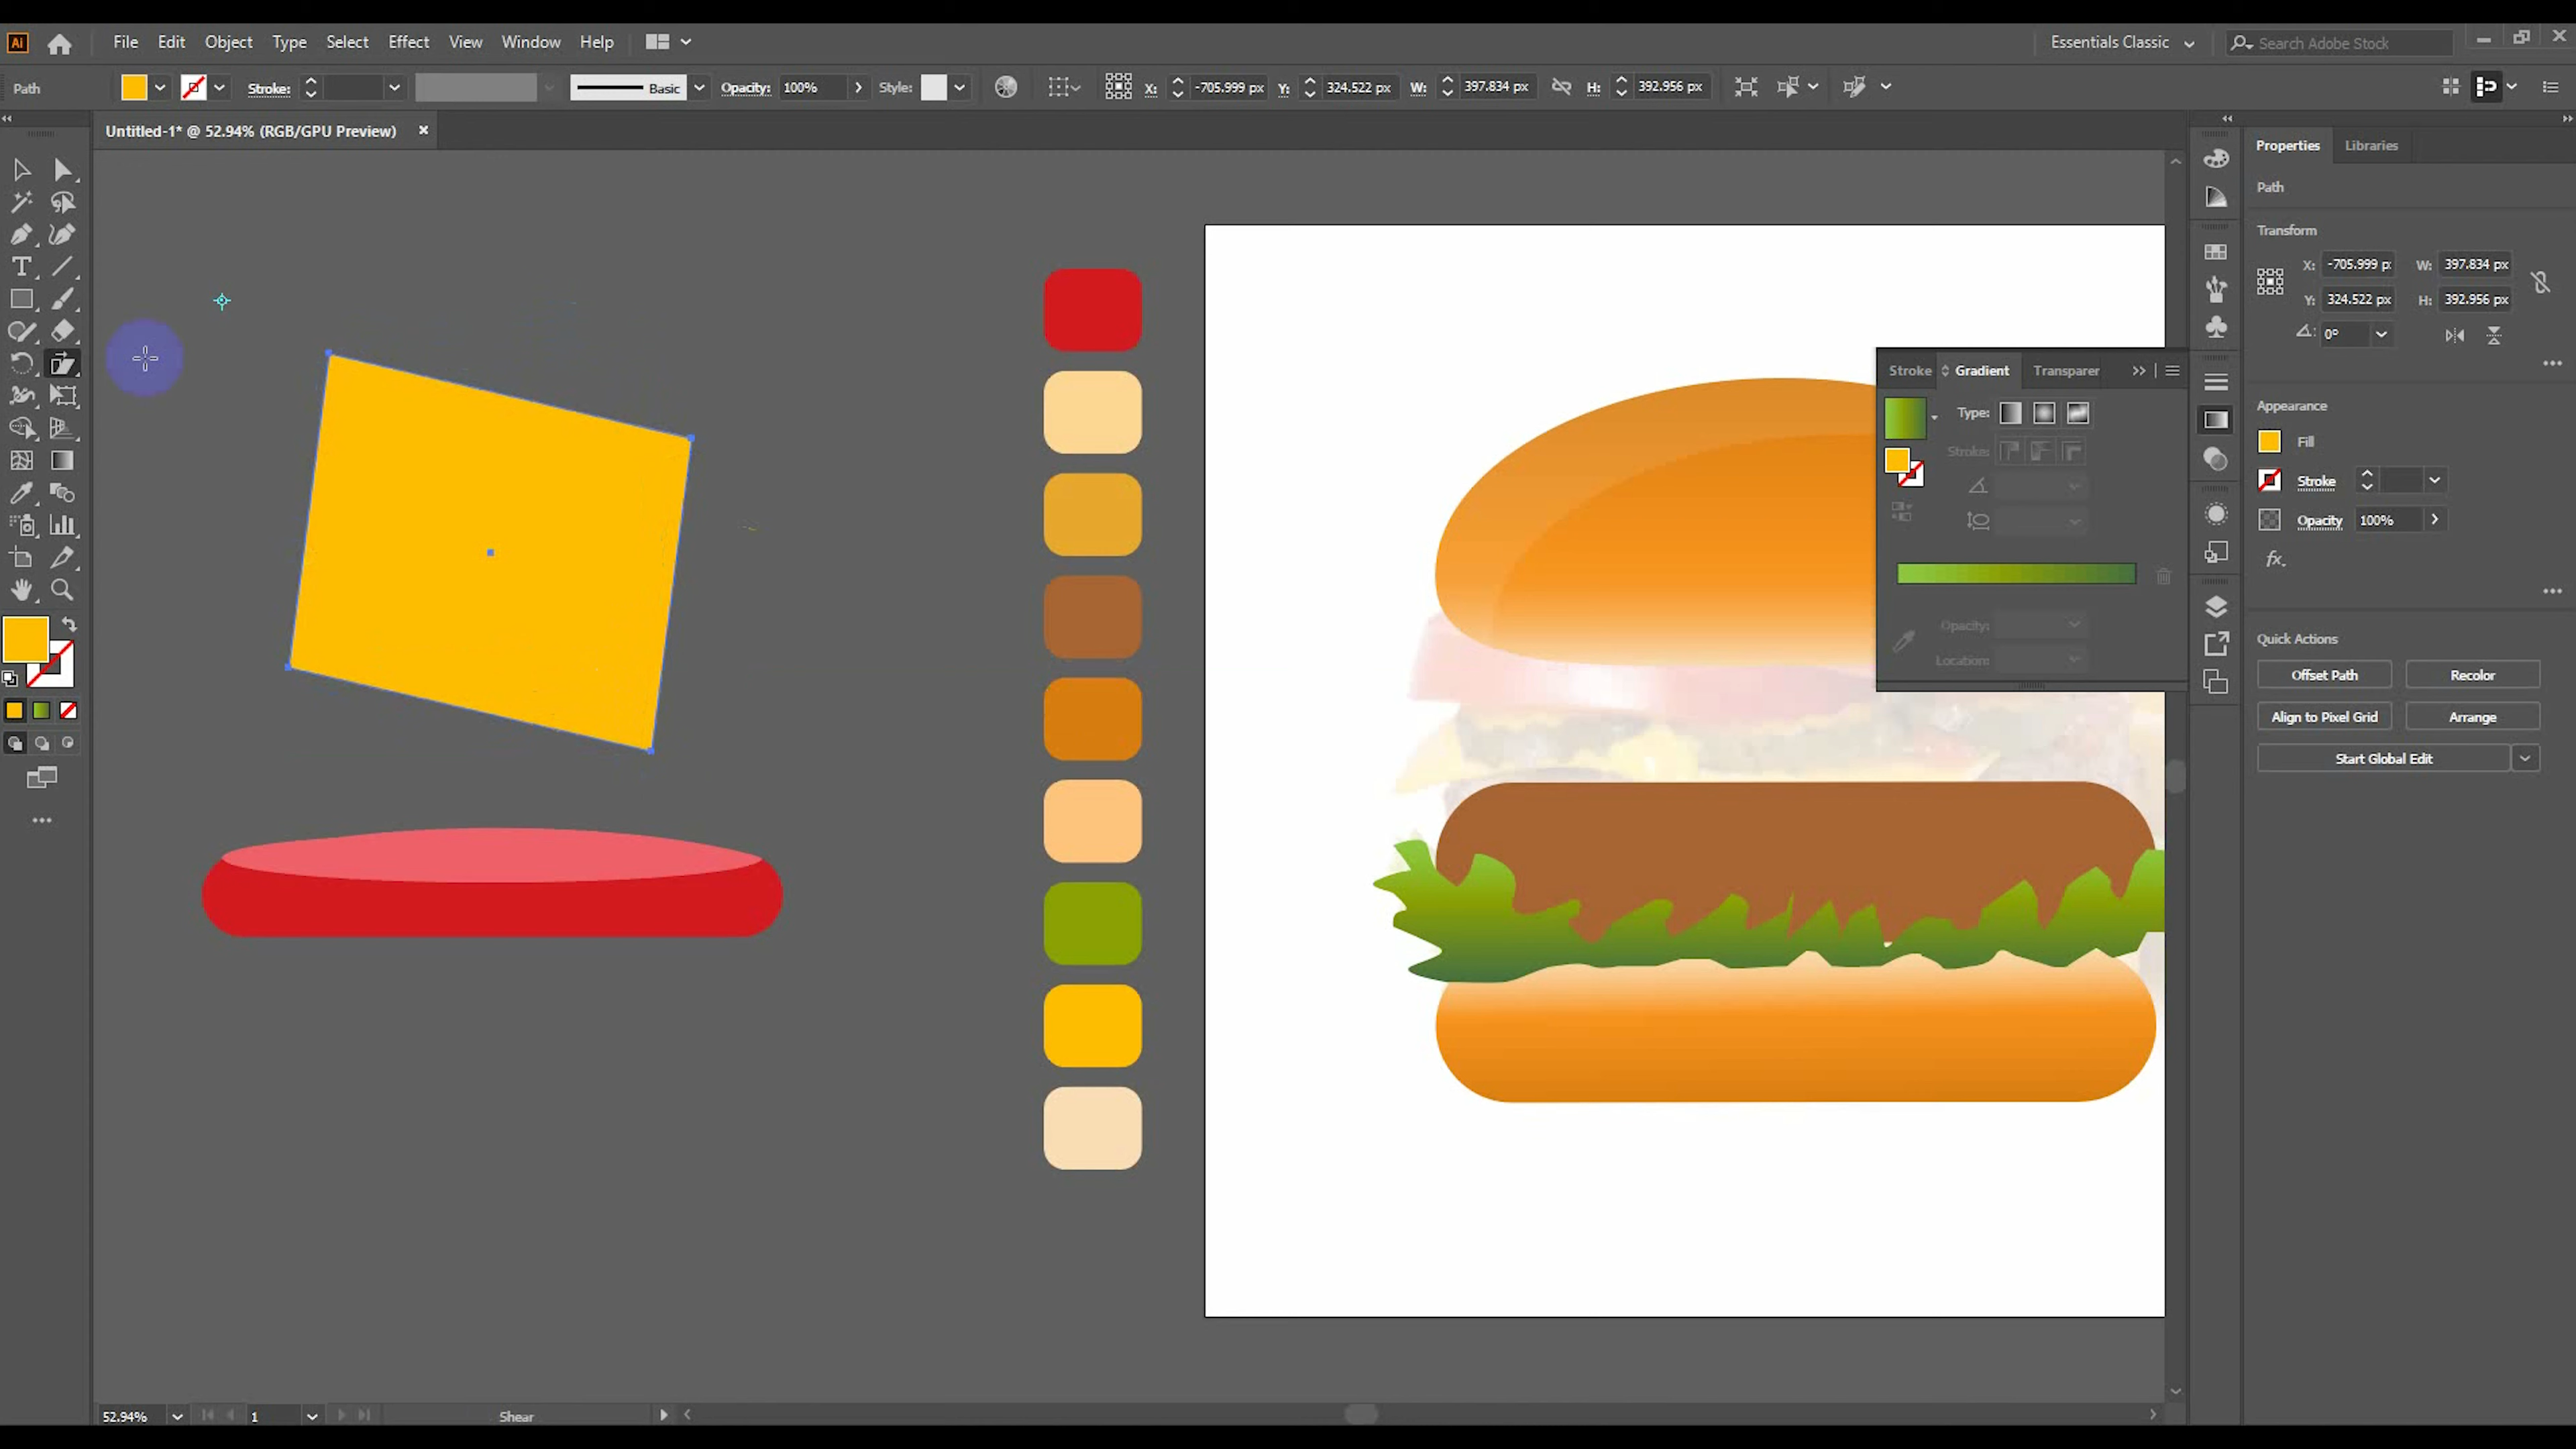 Ai File Edit Object Type Select Effect View Window Help Essentials Classic Search Adobe Stock
Path Stroke: Basic Opacity: 100% Style: X: -705.999 px Y: 324.522 px W: 397.834 px H: 392.956 px
Untitled-1* @ 52.94% (RGB/GPU Preview)
Properties Libraries
Path
Transform
X: -705.999 p W: 397.834 px
Y: 324.522 px H: 392.956 px
0°
Stroke Gradient Transparer
Type:
Stroke:
Opacity:
Location:
Appearance
Fill
Stroke
Opacity 100%
fx.
Quick Actions
Offset Path Recolor
Align to Pixel Grid Arrange
Start Global Edit
52.94% 1 Shear